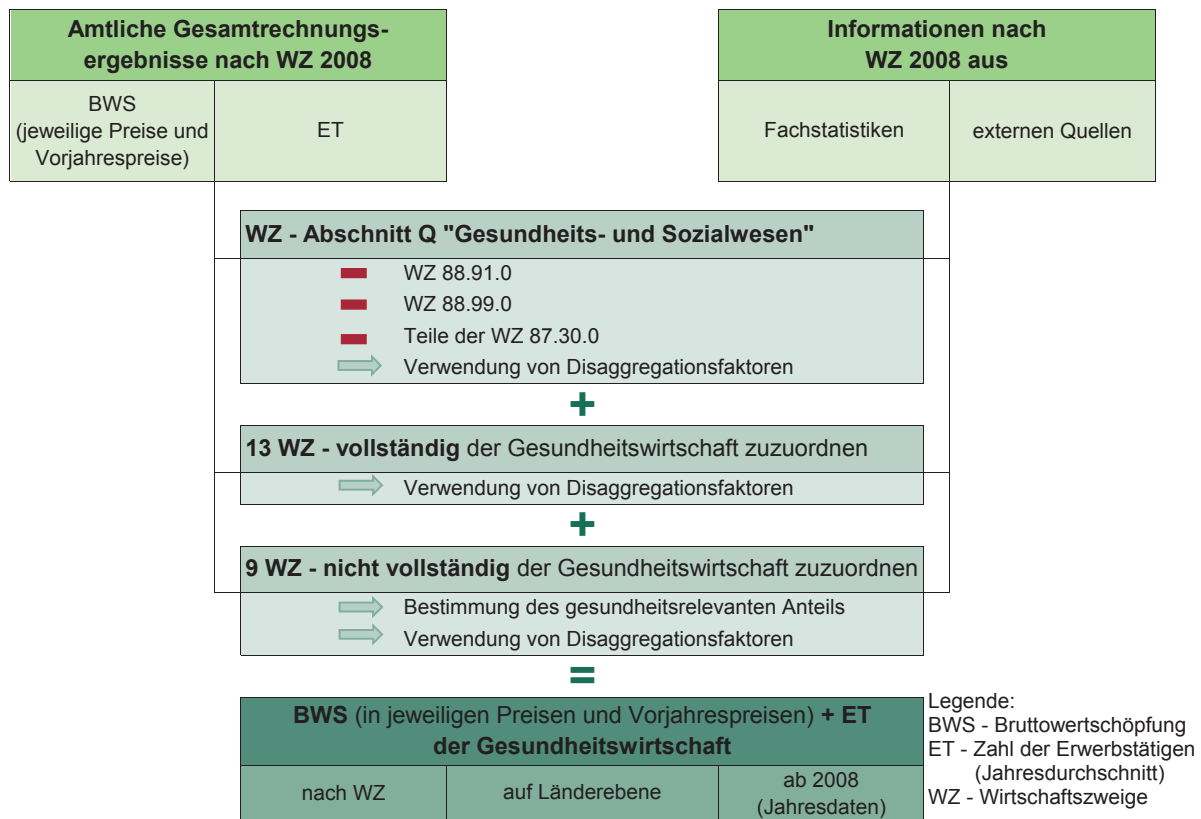 Amtliche Gesamtrechnungs-
ergebnisse nach WZ 2008
BWS
(jeweilige Preise und
Vorjahrespreise)
ET
Informationen nach
WZ 2008 aus
Fachstatistiken
externen Quellen
WZ - Abschnitt Q "Gesundheits- und Sozialwesen"
WZ 88.91.0
WZ 88.99.0
Teile der WZ 87.30.0
Verwendung von Disaggregationsfaktoren
+
13 WZ - vollständig der Gesundheitswirtschaft zuzuordnen
Verwendung von Disaggregationsfaktoren
+
9 WZ - nicht vollständig der Gesundheitswirtschaft zuzuordnen
Bestimmung des gesundheitsrelevanten Anteils
Verwendung von Disaggregationsfaktoren
=
BWS (in jeweiligen Preisen und Vorjahrespreisen) + ET
der Gesundheitswirtschaft
nach WZ
auf Länderebene
ab 2008
(Jahresdaten)
Legende:
BWS - Bruttowertschöpfung
ET - Zahl der Erwerbstätigen
(Jahresdurchschnitt)
WZ - Wirtschaftszweige